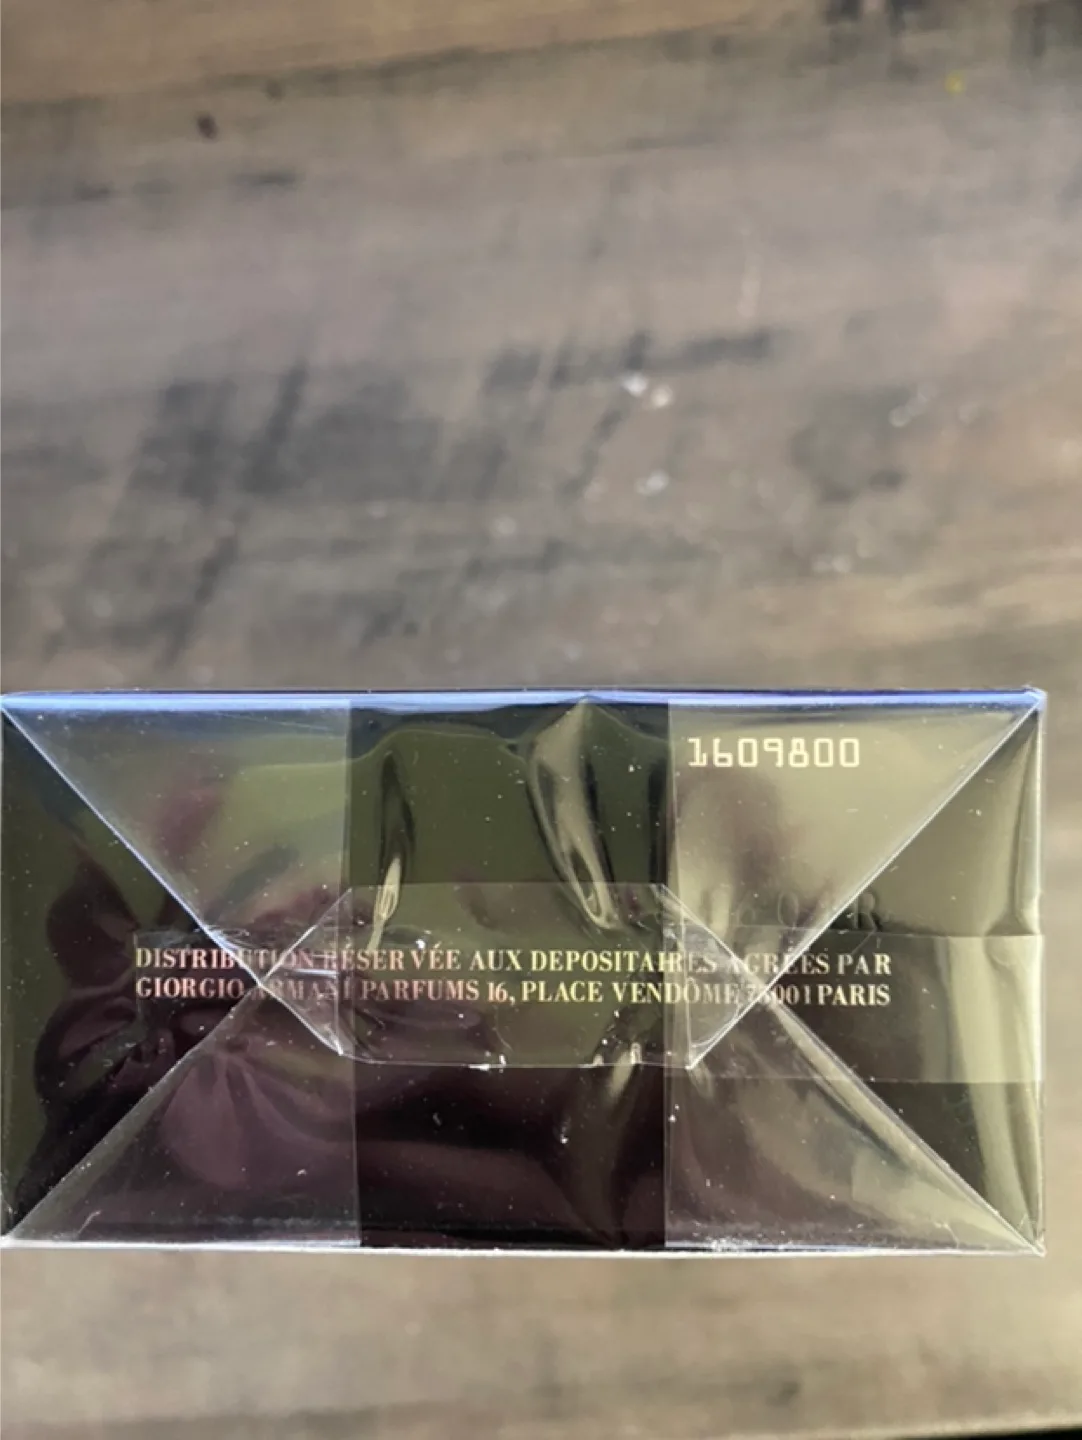 1609800
DISTRIBUTION RÉSERVÉE AUX DEPOSITAIRES AGRÉES PAR
GIORGIO ARMANI PARFUMS 16, PLACE VENDÔME 75001 PARIS